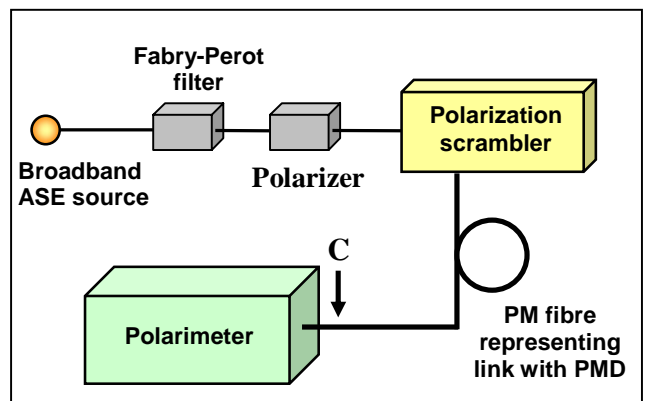 Fabry-Perot
filter
Broadband
ASE source
Polarizer
Polarization
scrambler
C
Polarimeter
PM fibre
representing
link with PMD